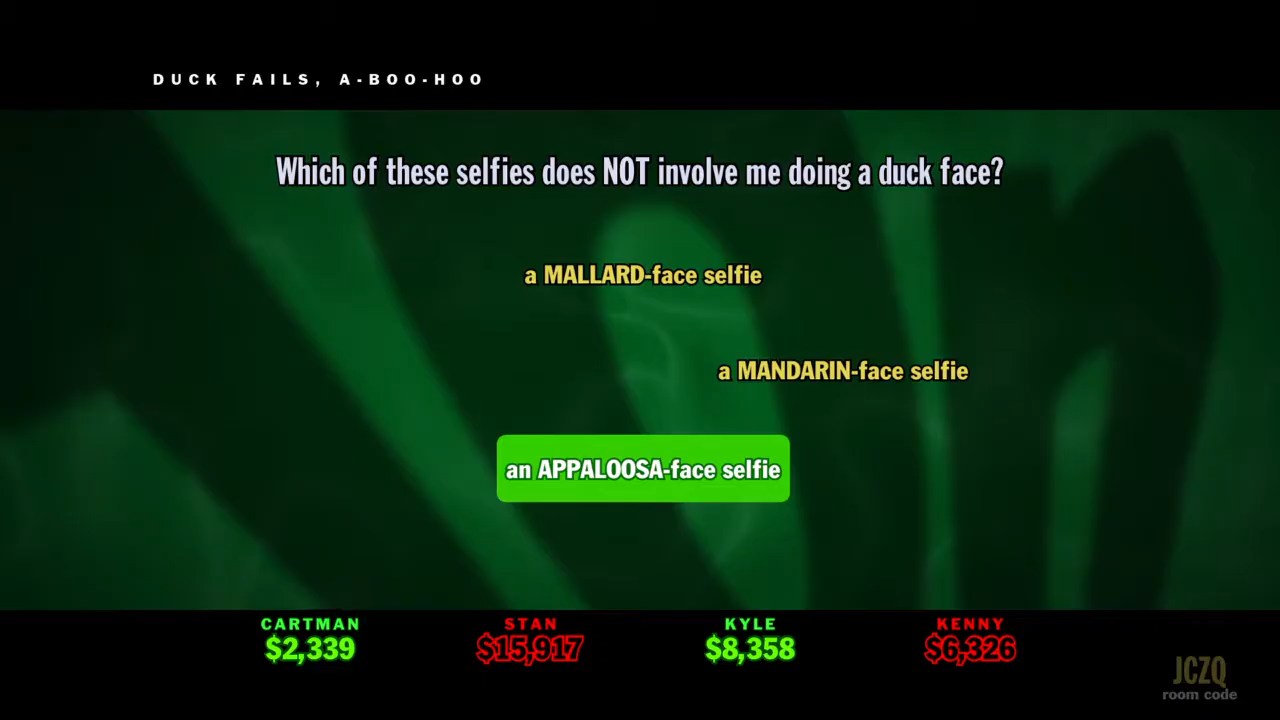 DUCK FAILS, A-BOO-HOO
Which of these selfies does NOT involve me doing a duck face?
a MALLARD-face selfie
a MANDARIN-face selfie
an APPALOOSA-face selfie
CARTMAN STAN KYLE KENNY
$2,339 $15,917 $8,358 $6,326
JCZQ
room code